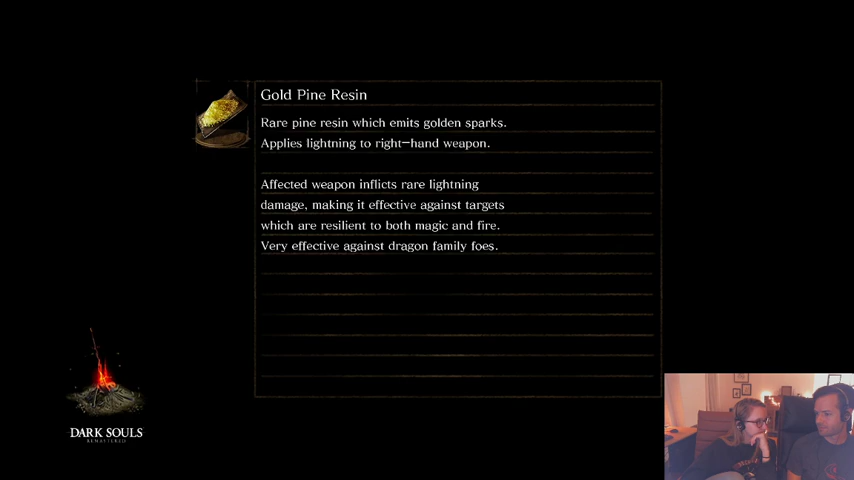 Gold Pine Resin
Rare pine resin which emits golden sparks.
Applies lightning to right-hand weapon.
Affected weapon inflicts rare lightning
damage, making it effective against targets
which are resilient to both magic and fire.
Very effective against dragon family foes.
DARK SOULS
REMASTERED